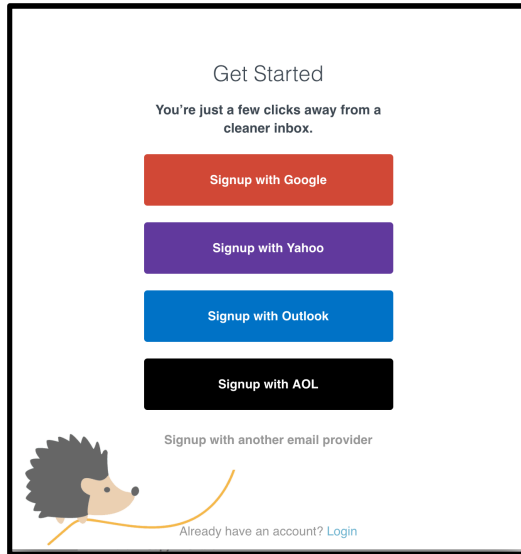 Get Started
You're just a few clicks away from a
cleaner inbox.
Signup with Google
Signup with Yahoo
Signup with Outlook
Signup with AOL
Signup with another email provider
Already have an account? Login